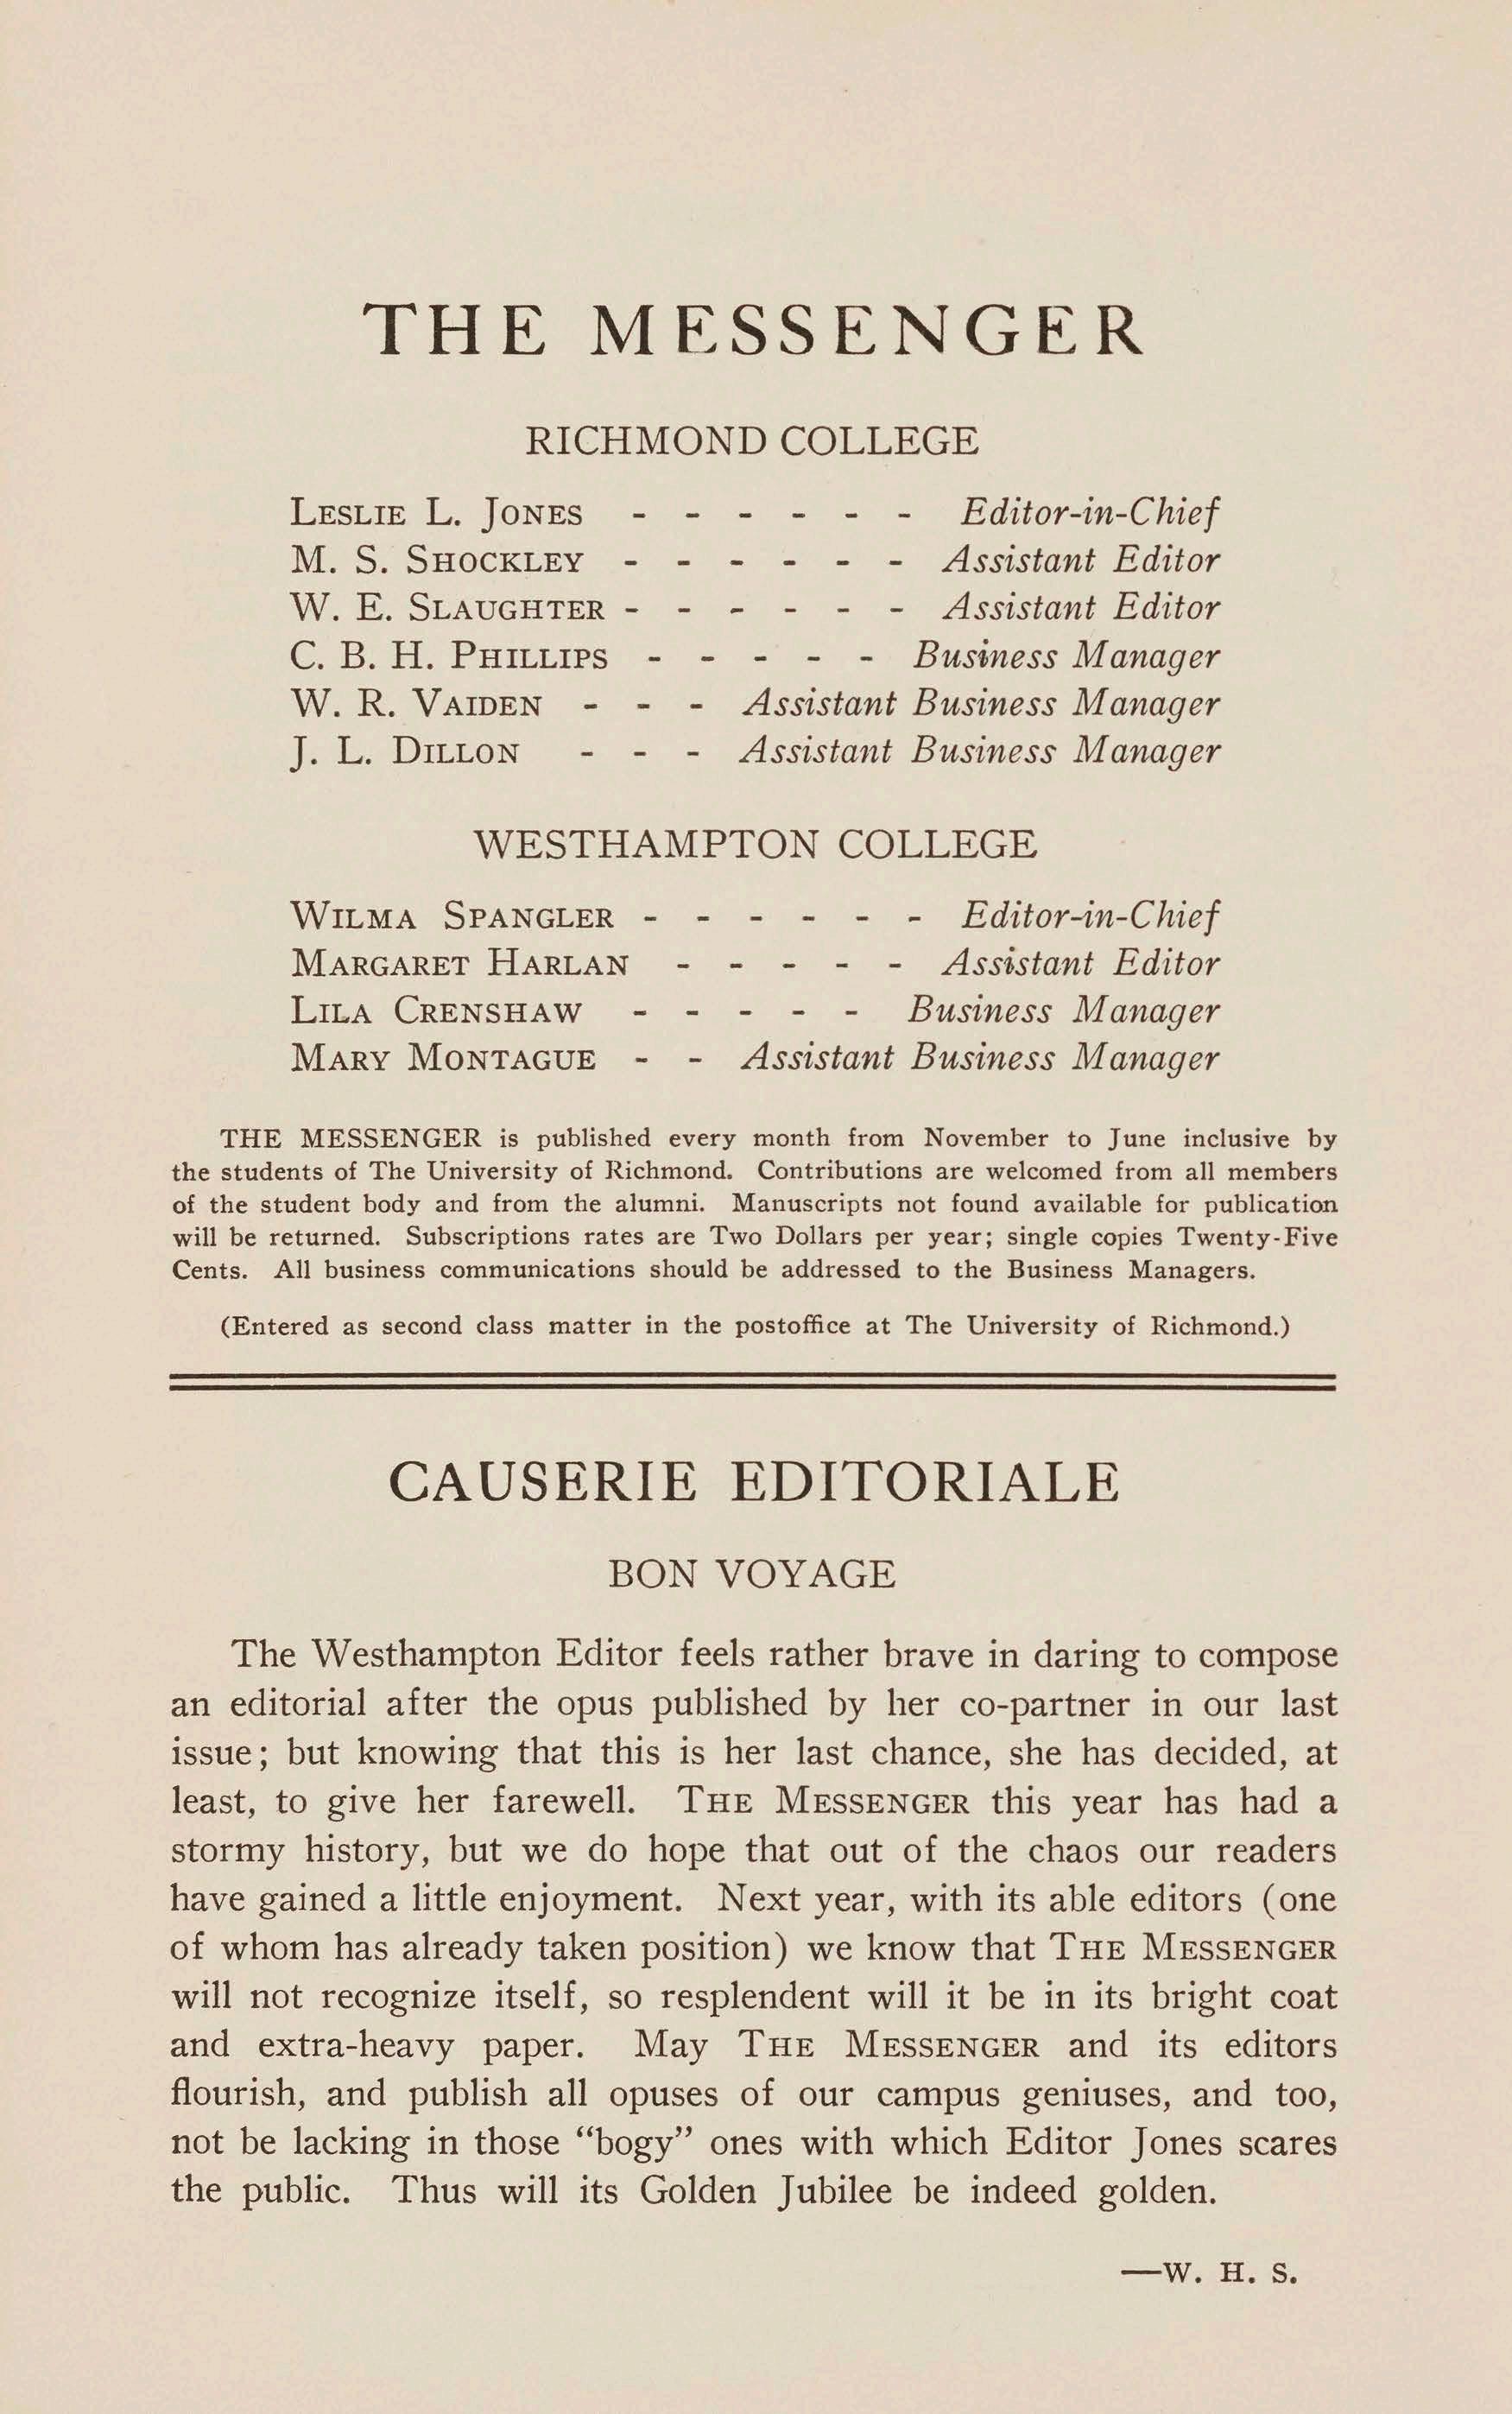 THE MESSENGER
RICHMOND COLLEGE
LESLIE L. JONES - - - - - - Editor-in-Chief
M. S. SHOCKLEY - - - - - - Assistant Editor
W. E. SLAUGHTER - - - - - - Assistant Editor
C. B. H. PHILLIPS - - - - - Business Manager
W. R. VAIDEN - - - Assistant Business Manager
J. L. DILLON - - - Assistant Business Manager
WESTHAMPTON COLLEGE
WILMA SPANGLER - - - - - - Editor-in-Chief
MARGARET HARLAN - - - - - Assistant Editor
LILA CRENSHAW - - - - - Business Manager
MARY MONTAGUE - - Assistant Business Manager
THE MESSENGER is published every month from November to June inclusive by
the students of The University of Richmond. Contributions are welcomed from all members
of the student body and from the alumni. Manuscripts not found available for publication
will be returned. Subscriptions rates are Two Dollars per year; single copies Twenty-Five
Cents. All business communications should be addressed to the Business Managers.
(Entered as second class matter in the postoffice at The University of Richmond.)
CAUSERIE EDITORIALE
BON VOYAGE
The Westhampton Editor feels rather brave in daring to compose
an editorial after the opus published by her co-partner in our last
issue; but knowing that this is her last chance, she has decided, at
least, to give her farewell. THE MESSENGER this year has had a
stormy history, but we do hope that out of the chaos our readers
have gained a little enjoyment. Next year, with its able editors (one
of whom has already taken position) we know that THE MESSENGER
will not recognize itself, so resplendent will it be in its bright coat
and extra-heavy paper. May THE MESSENGER and its editors
flourish, and publish all opuses of our campus geniuses, and too,
not be lacking in those “bogy” ones with which Editor Jones scares
the public. Thus will its Golden Jubilee be indeed golden.
—W. H. S.